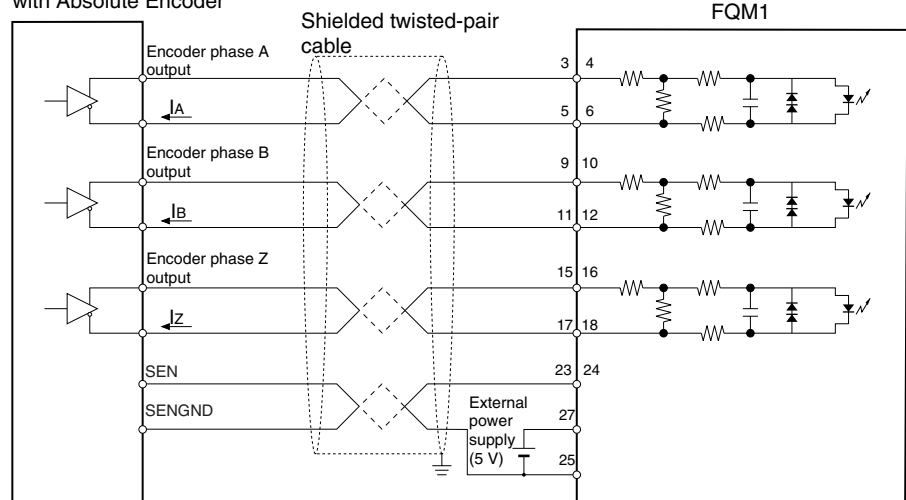 with Absolute Encoder
FQM1
Shielded twisted-pair
cable
Encoder phase A
output
3 4
IA
5 6
Encoder phase B
output
9 10
IB
11 12
Encoder phase Z
output
15 16
IZ
17 18
SEN
23 24
SENGND
External
power
supply
(5 V)
27
25